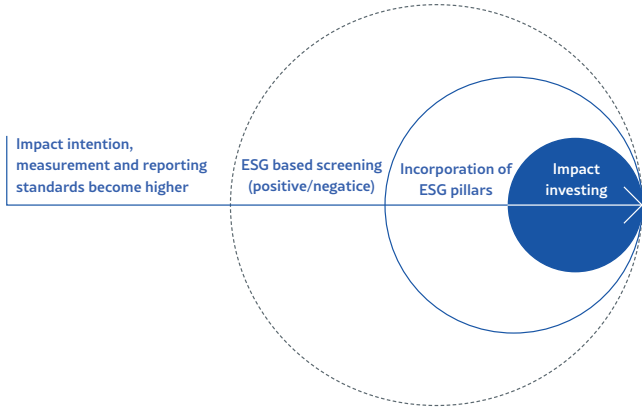 Impact intention,
measurement and reporting
standards become higher
ESG based screening
(positive/negatice)
Incorporation of
ESG pillars
Impact
investing